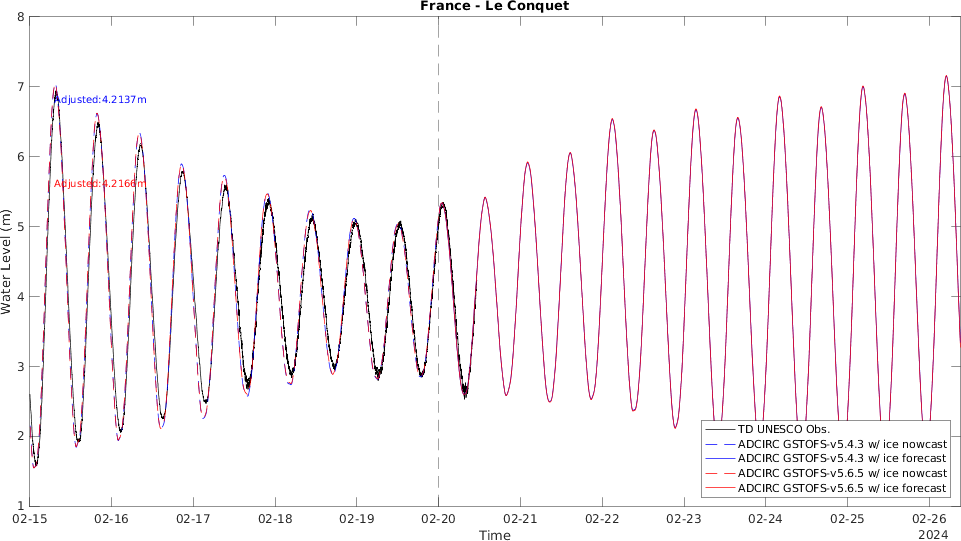 France - Le Conquet
8
7
6
5
4
3
2
1
Water Level (m)
Adjusted:4.2137m
Adjusted:4.2166m
TD UNESCO Obs.
ADCIRC GSTOFS-v5.4.3 w/ ice nowcast
ADCIRC GSTOFS-v5.4.3 w/ ice forecast
ADCIRC GSTOFS-v5.6.5 w/ ice nowcast
ADCIRC GSTOFS-v5.6.5 w/ ice forecast
02-15 02-16 02-17 02-18 02-19 02-20 02-21 02-22 02-23 02-24 02-25 02-26
2024
Time